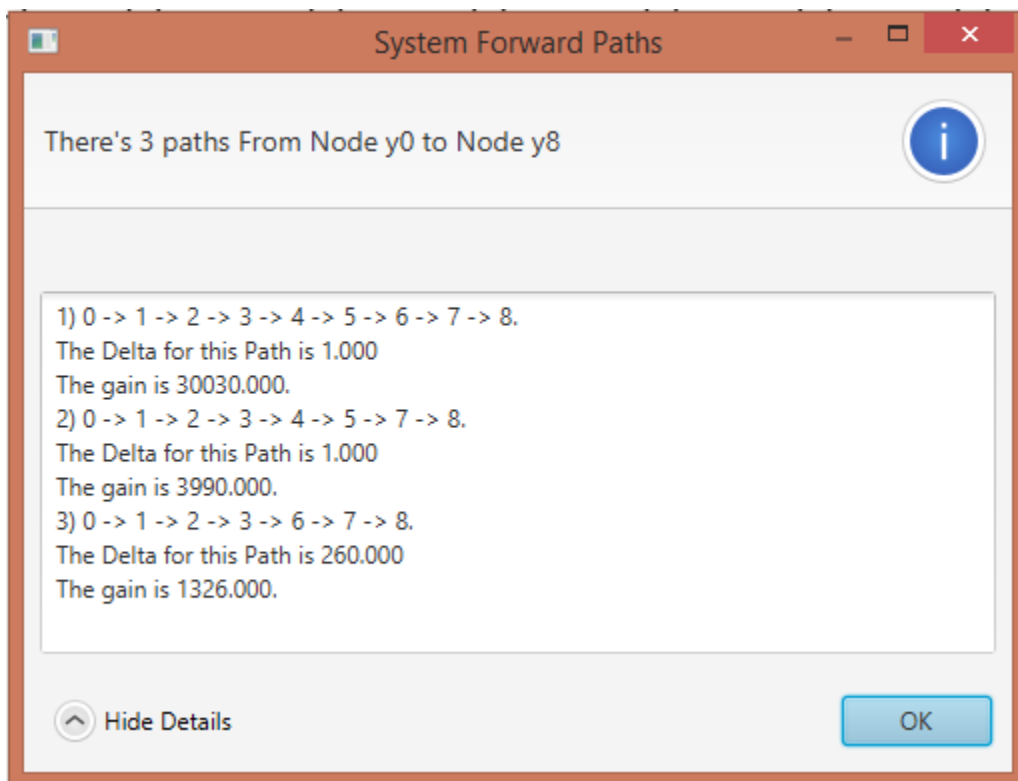 System Forward Paths
There's 3 paths From Node y0 to Node y8
1) 0 -> 1 -> 2 -> 3 -> 4 -> 5 -> 6 -> 7 -> 8.
The Delta for this Path is 1.000
The gain is 30030.000.
2) 0 -> 1 -> 2 -> 3 -> 4 -> 5 -> 7 -> 8.
The Delta for this Path is 1.000
The gain is 3990.000.
3) 0 -> 1 -> 2 -> 3 -> 6 -> 7 -> 8.
The Delta for this Path is 260.000
The gain is 1326.000.
Hide Details
OK